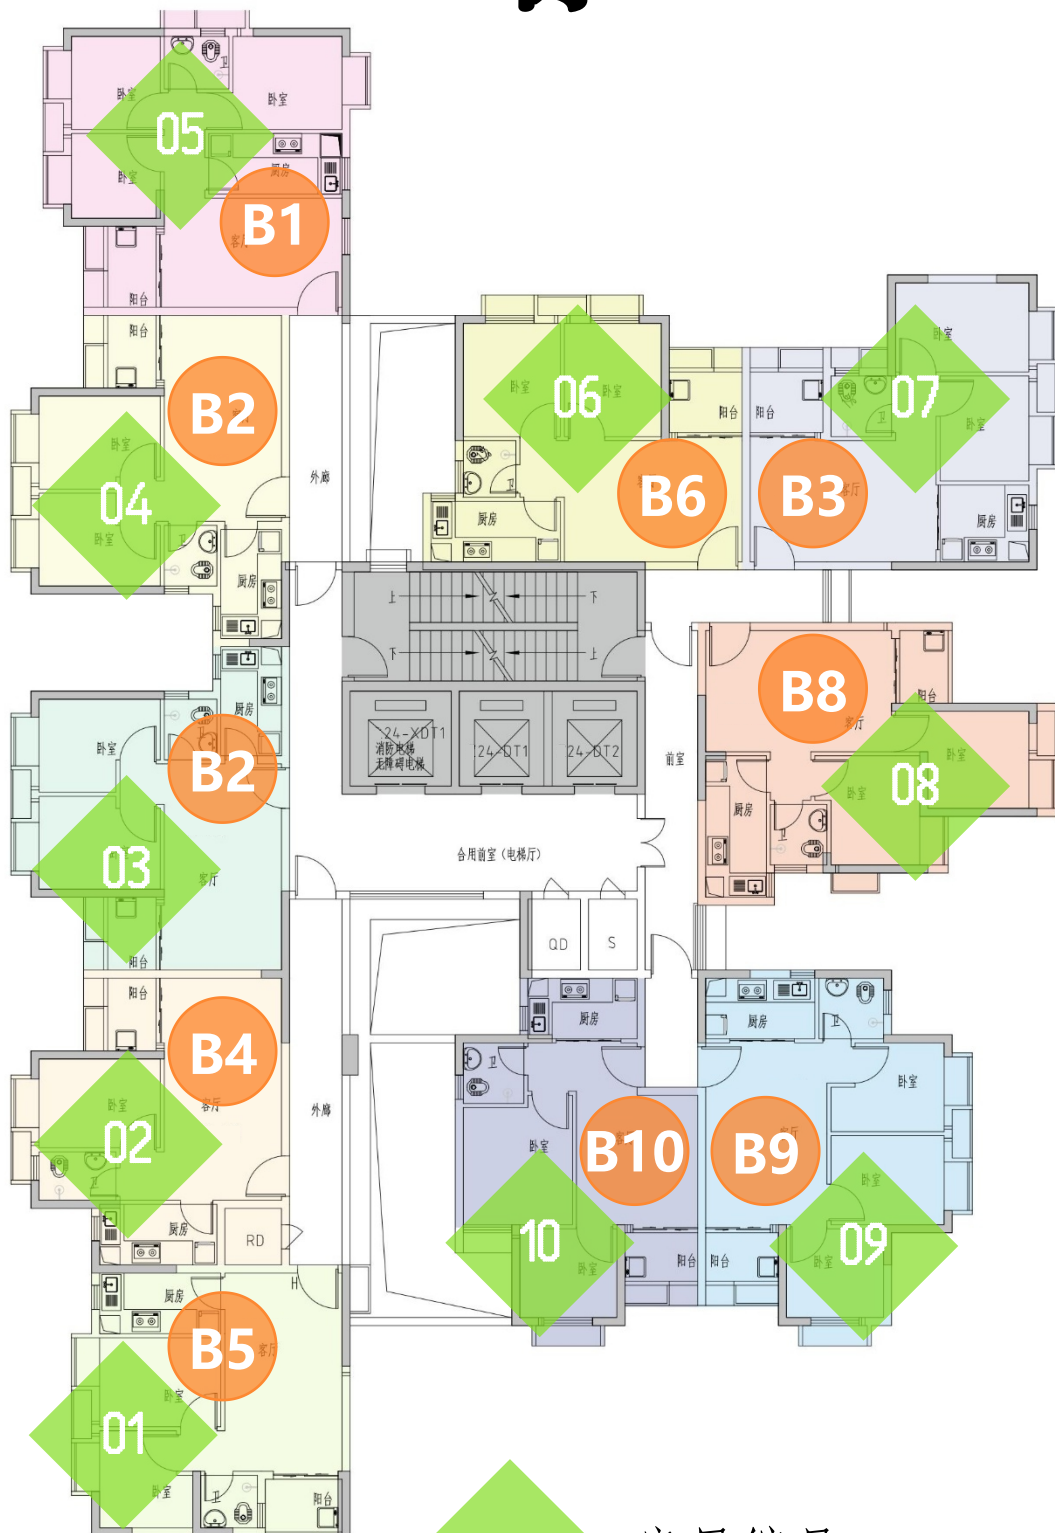 卫
卧室
卧室
05
厨房
卧室
B1
客厅
阳台
阳台
B2
卧室
外廊
04
卧室
卫
厨房
06
卧室
卧室
阳台
B6
卫
厨房
卧室
07
阳台
卫
卧室
B3
客厅
厨房
上
下
下
上
24-XDT1
消防电梯
无障碍电梯
24-DT1
24-DT2
前室
合用前室（电梯厅）
QD
S
B8
阳台
客厅
卧室
08
卧室
厨房
卫
厨房
卧室
卫
B2
03
客厅
阳台
阳台
B4
卧室
客厅
02
卫
厨房
RD
外廊
厨房
卫
卧室
B10
10
卧室
阳台
厨房
卫
卧室
B9
客厅
卧室
阳台
卧室
09
厨房
H
B5
客厅
卧室
01
卧室
卫
阳台